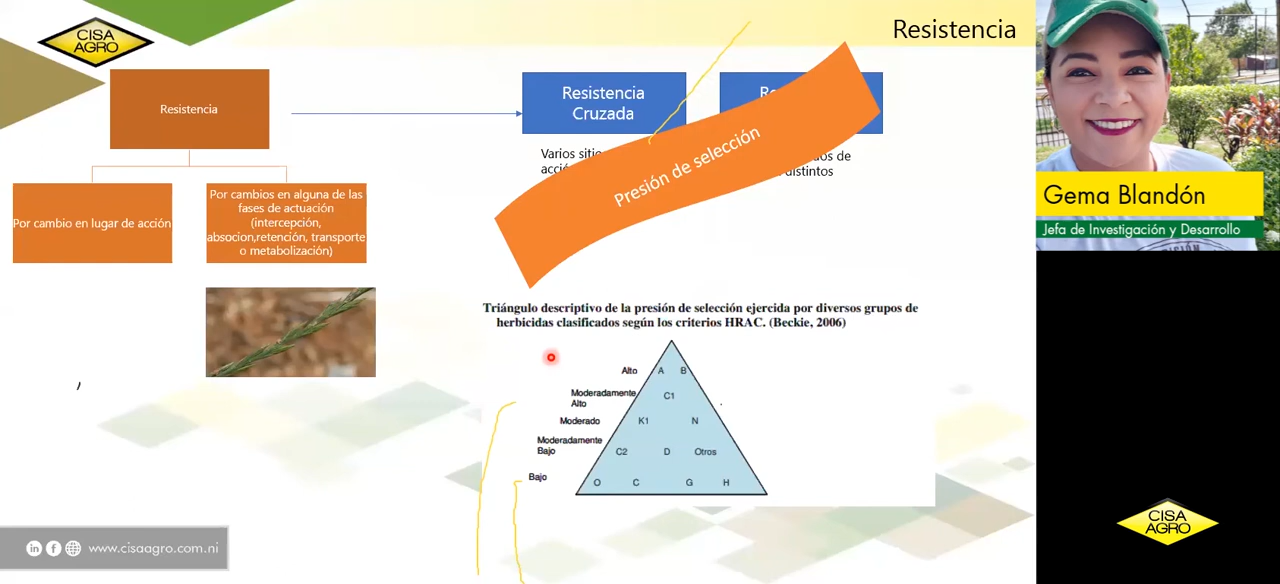 CISA
AGRO
Resistencia
Resistencia
Por cambio en lugar de acción
Por cambios en alguna de las
fases de actuación
(intercepción,
absocion,retención, transporte
o metabolización)
Resistencia
Cruzada
Varios
Presión de selección
de
distintos
Triángulo descriptivo de la presión de selección ejercida por diversos grupos de
herbicidas clasificados según los criterios HRAC. (Beckie, 2006)
Alto A B
Moderadamente
Alto
C1
Moderado K1 N
Moderadamente
Bajo
C2 D Otros
Bajo O C G H
www.cisaagro.com.ni
Gema Blandón
Jefa de Investigación y Desarrollo
CISA
AGRO